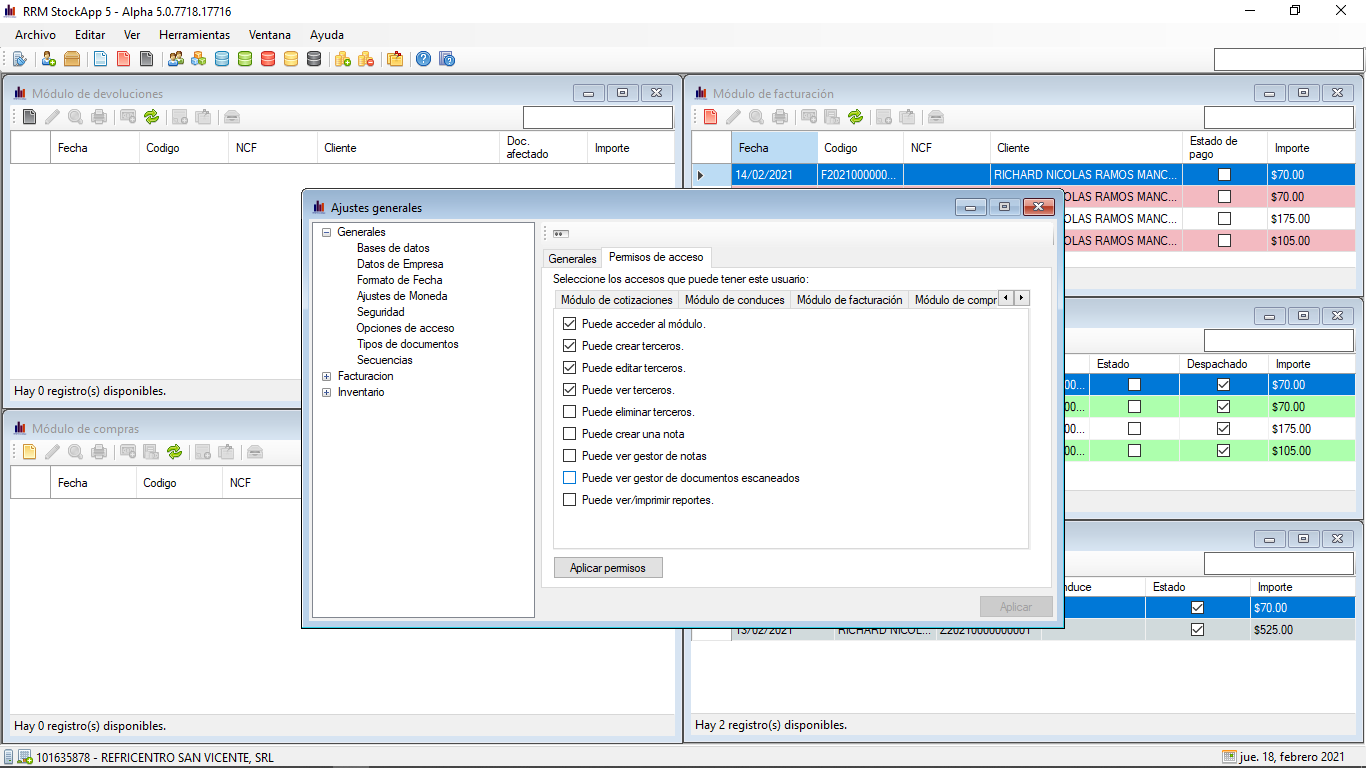 RRM StockApp 5 - Alpha 5.0.7718.17716
Archivo Editar Ver Herramientas Ventana Ayuda
Módulo de devoluciones
Fecha Codigo NCF Cliente Doc. afectado Importe
Hay 0 registro(s) disponibles.
Módulo de compras
Fecha Codigo NCF
Hay 0 registro(s) disponibles.
Módulo de facturación
Fecha Codigo NCF Cliente Estado de pago Importe
14/02/2021 F2021000000... RICHARD NICOLAS RAMOS MANC... $70.00
OLAS RAMOS MANC... $70.00
OLAS RAMOS MANC... $175.00
OLAS RAMOS MANC... $105.00
Estado Despachado Importe
00... $70.00
00... $70.00
00... $175.00
00... $105.00
nduce Estado Importe
$70.00
13/02/2021 RICHARD NICOL... Z20210000000001 $525.00
Hay 2 registro(s) disponibles.
Ajustes generales
Generales
Bases de datos
Datos de Empresa
Formato de Fecha
Ajustes de Moneda
Seguridad
Opciones de acceso
Tipos de documentos
Secuencias
Facturacion
Inventario
Generales Permisos de acceso
Seleccione los accesos que puede tener este usuario:
Módulo de cotizaciones Módulo de conduces Módulo de facturación Módulo de compr
Puede acceder al módulo.
Puede crear terceros.
Puede editar terceros.
Puede ver terceros.
Puede eliminar terceros.
Puede crear una nota
Puede ver gestor de notas
Puede ver gestor de documentos escaneados
Puede ver/imprimir reportes.
Aplicar permisos
Aplicar
101635878 - REFRICENTRO SAN VICENTE, SRL
jue. 18, febrero 2021